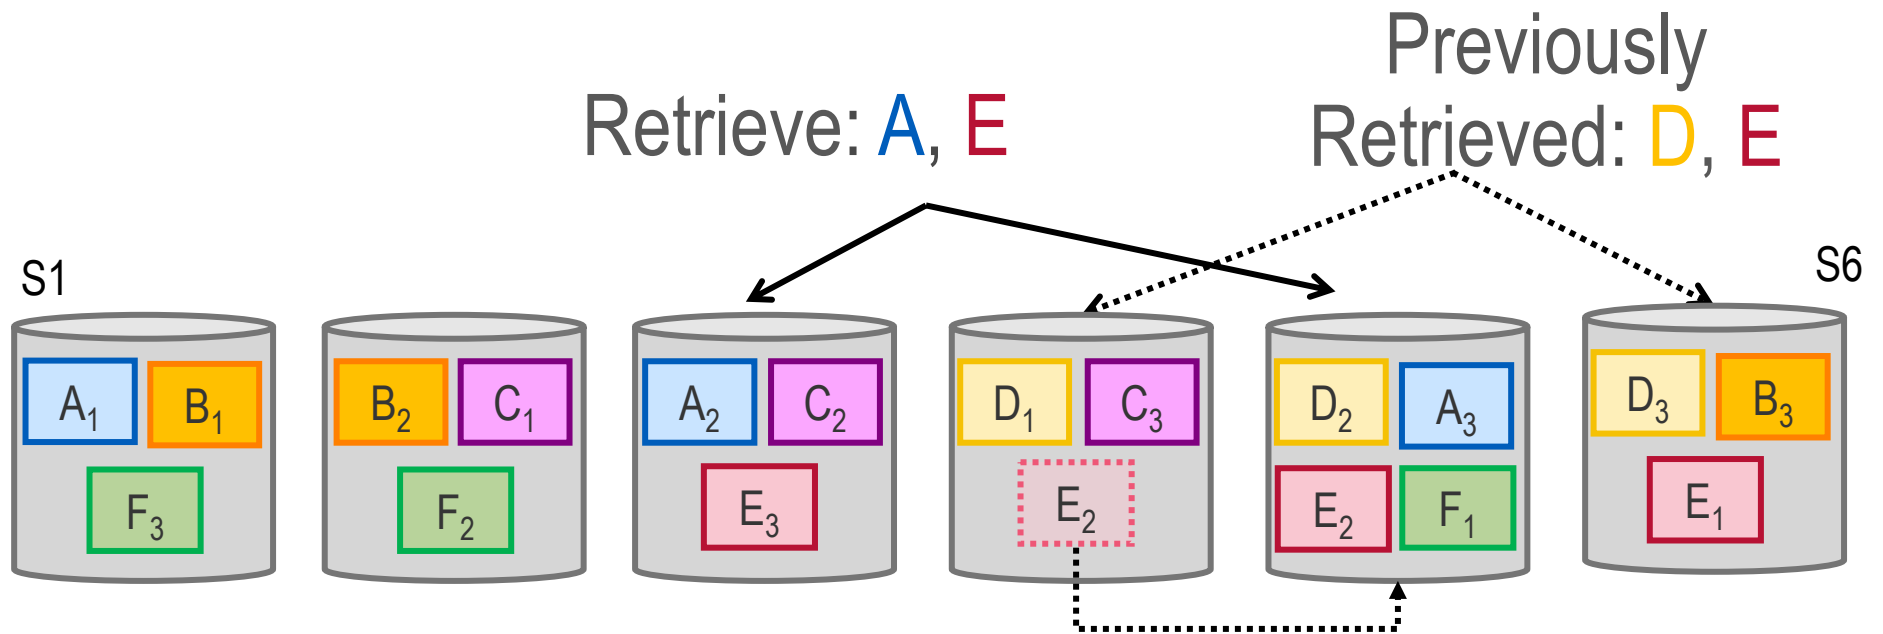 Previously
Retrieved: D, E
Retrieve: A, E
S1
S6
A₁ B₁
F₃
B₂ C₁
F₂
A₂ C₂
E₃
D₁ C₃
E₂
D₂ A₃
E₂ F₁
D₃ B₃
E₁